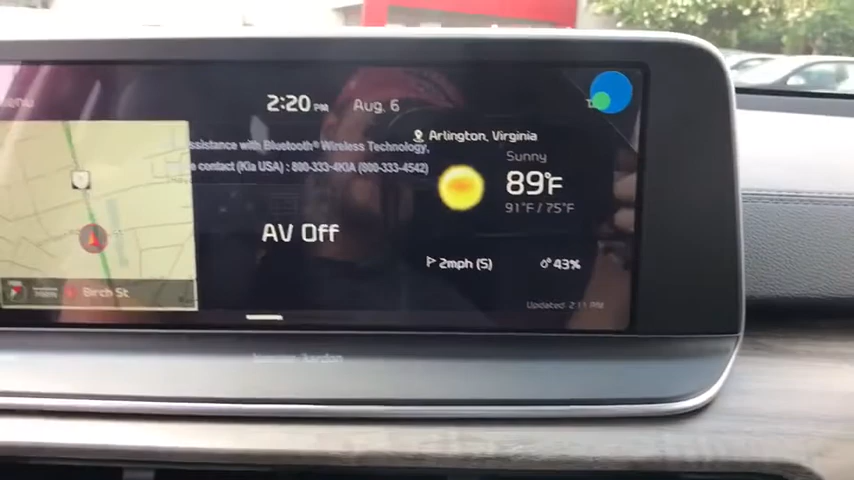 2:20 PM Aug. 6
Arlington, Virginia
ssistance with Bluetooth® Wireless Technology,
contact (Kia USA) : 800-333-4KIA (800-333-4542)
Sunny
89°F
91°F / 75°F
AV Off
2mph (S)
43%
Birch St
Updated 2:11 PM